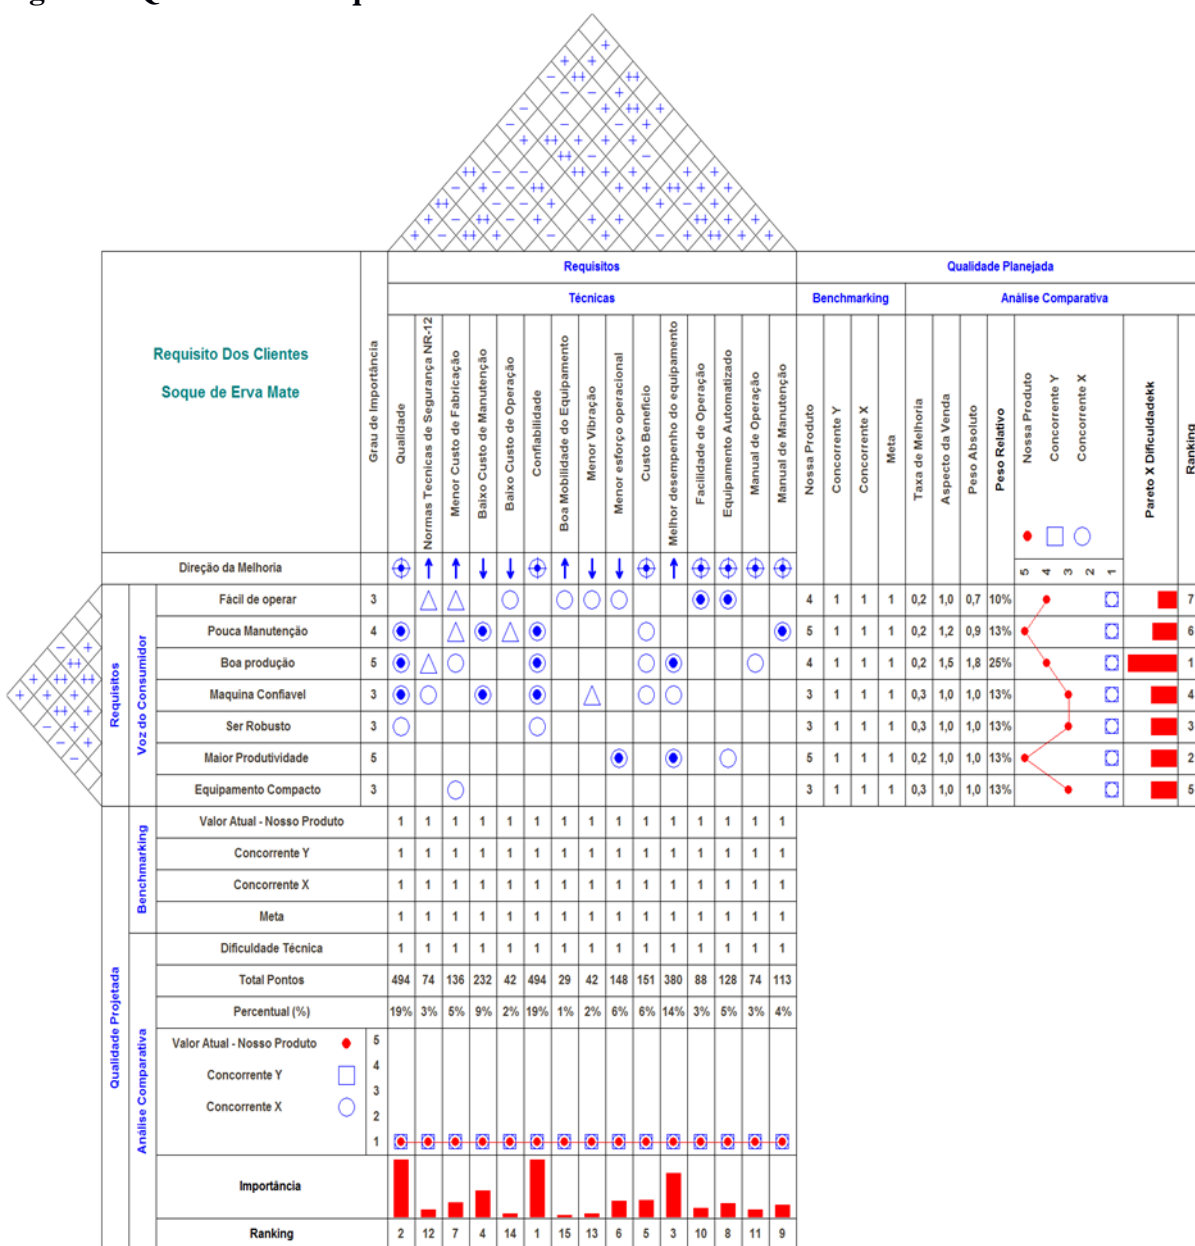 Requisitos
Qualidade Planejada
Técnicas
Benchmarking
Análise Comparativa
Requisito Dos Clientes
Soque de Erva Mate
Grau de Importância
Qualidade
Normas Tecnicas de Segurança NR-12
Menor Custo de Fabricação
Baixo Custo de Manutenção
Baixo Custo de Operação
Confiabilidade
Boa Mobilidade do Equipamento
Menor Vibração
Menor esforço operacional
Custo Beneficio
Melhor desempenho do equipamento
Facilidade de Operação
Equipamento Automatizado
Manual de Operação
Manual de Manutenção
Nossa Produto
Concorrente Y
Concorrente X
Meta
Taxa de Melhoria
Aspecto da Venda
Peso Absoluto
Peso Relativo
Nossa Produto
Concorrente Y
Concorrente X
Pareto X Dificuldadekk
Ranking
Direção da Melhoria
5 4 3 2 1
Requisitos
Voz do Consumidor
Fácil de operar 3 4 1 1 1 0,2 1,0 0,7 10% 7
Pouca Manutenção 4 5 1 1 1 0,2 1,2 0,9 13% 6
Boa produção 5 4 1 1 1 0,2 1,5 1,8 25% 1
Maquina Confiavel 3 3 1 1 1 0,3 1,0 1,0 13% 4
Ser Robusto 3 3 1 1 1 0,3 1,0 1,0 13% 3
Maior Produtividade 5 5 1 1 1 0,2 1,0 1,0 13% 2
Equipamento Compacto 3 3 1 1 1 0,3 1,0 1,0 13% 5
Qualidade Projetada
Benchmarking
Valor Atual - Nosso Produto 1 1 1 1 1 1 1 1 1 1 1 1 1 1 1
Concorrente Y 1 1 1 1 1 1 1 1 1 1 1 1 1 1 1
Concorrente X 1 1 1 1 1 1 1 1 1 1 1 1 1 1 1
Meta 1 1 1 1 1 1 1 1 1 1 1 1 1 1 1
Análise Comparativa
Dificuldade Técnica 1 1 1 1 1 1 1 1 1 1 1 1 1 1 1
Total Pontos 494 74 136 232 42 494 29 42 148 151 380 88 128 74 113
Percentual (%) 19% 3% 5% 9% 2% 19% 1% 2% 6% 6% 14% 3% 5% 3% 4%
Valor Atual - Nosso Produto 5
4
Concorrente Y
3
Concorrente X
2
1
Importância
Ranking 2 12 7 4 14 1 15 13 6 5 3 10 8 11 9